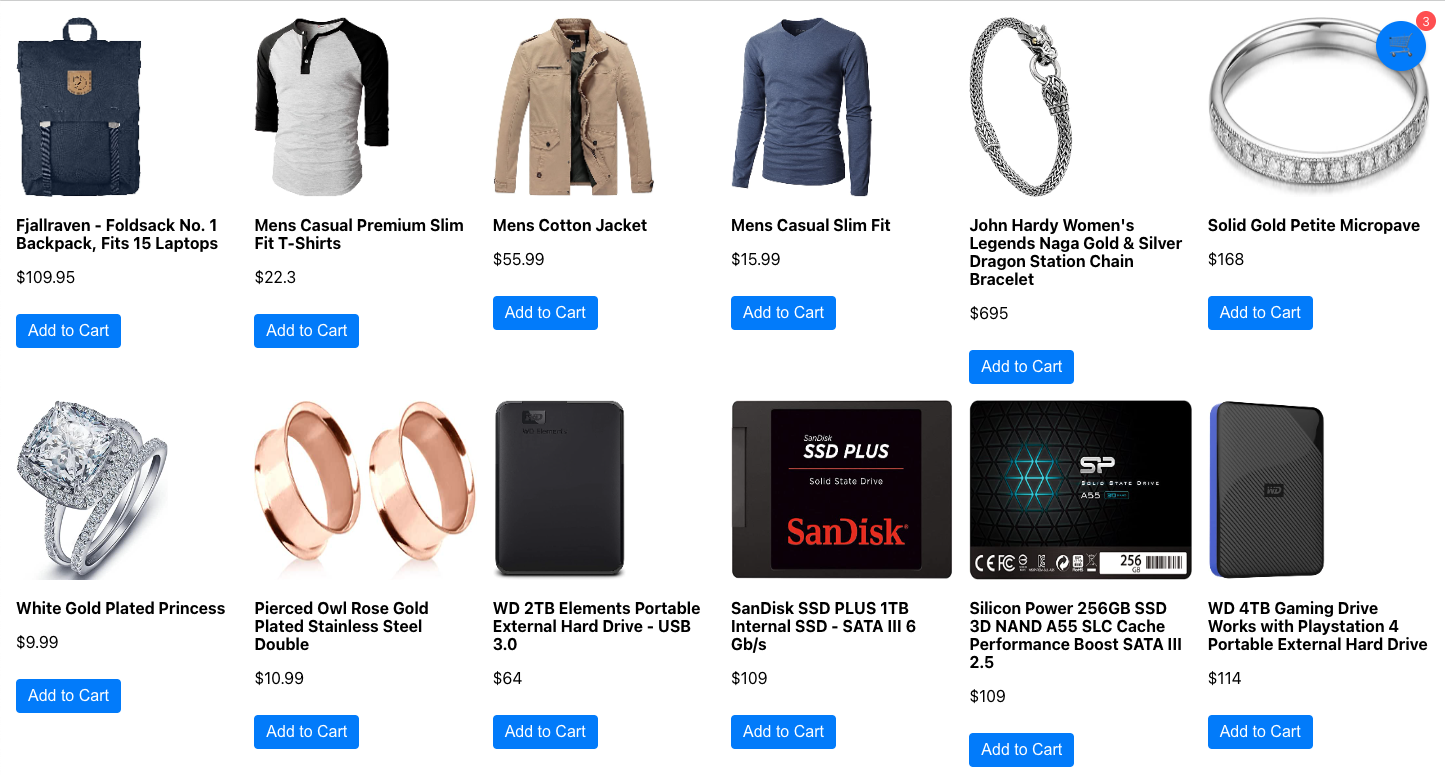 3
Fjallraven - Foldsack No. 1
Backpack, Fits 15 Laptops
$109.95
Add to Cart
Mens Casual Premium Slim
Fit T-Shirts
$22.3
Add to Cart
Mens Cotton Jacket
$55.99
Add to Cart
Mens Casual Slim Fit
$15.99
Add to Cart
John Hardy Women's
Legends Naga Gold & Silver
Dragon Station Chain
Bracelet
$695
Add to Cart
Solid Gold Petite Micropave
$168
Add to Cart
White Gold Plated Princess
$9.99
Add to Cart
Pierced Owl Rose Gold
Plated Stainless Steel
Double
$10.99
Add to Cart
WD
WD Elements
WD 2TB Elements Portable
External Hard Drive - USB
3.0
$64
Add to Cart
SanDisk
SSD PLUS
Solid State Drive
SanDisk
SanDisk SSD PLUS 1TB
Internal SSD - SATA III 6
Gb/s
$109
Add to Cart
SP
SOLID STATE DRIVE
A55
256
GB
Silicon Power 256GB SSD
3D NAND A55 SLC Cache
Performance Boost SATA III
2.5
$109
Add to Cart
WD
WD 4TB Gaming Drive
Works with Playstation 4
Portable External Hard Drive
$114
Add to Cart